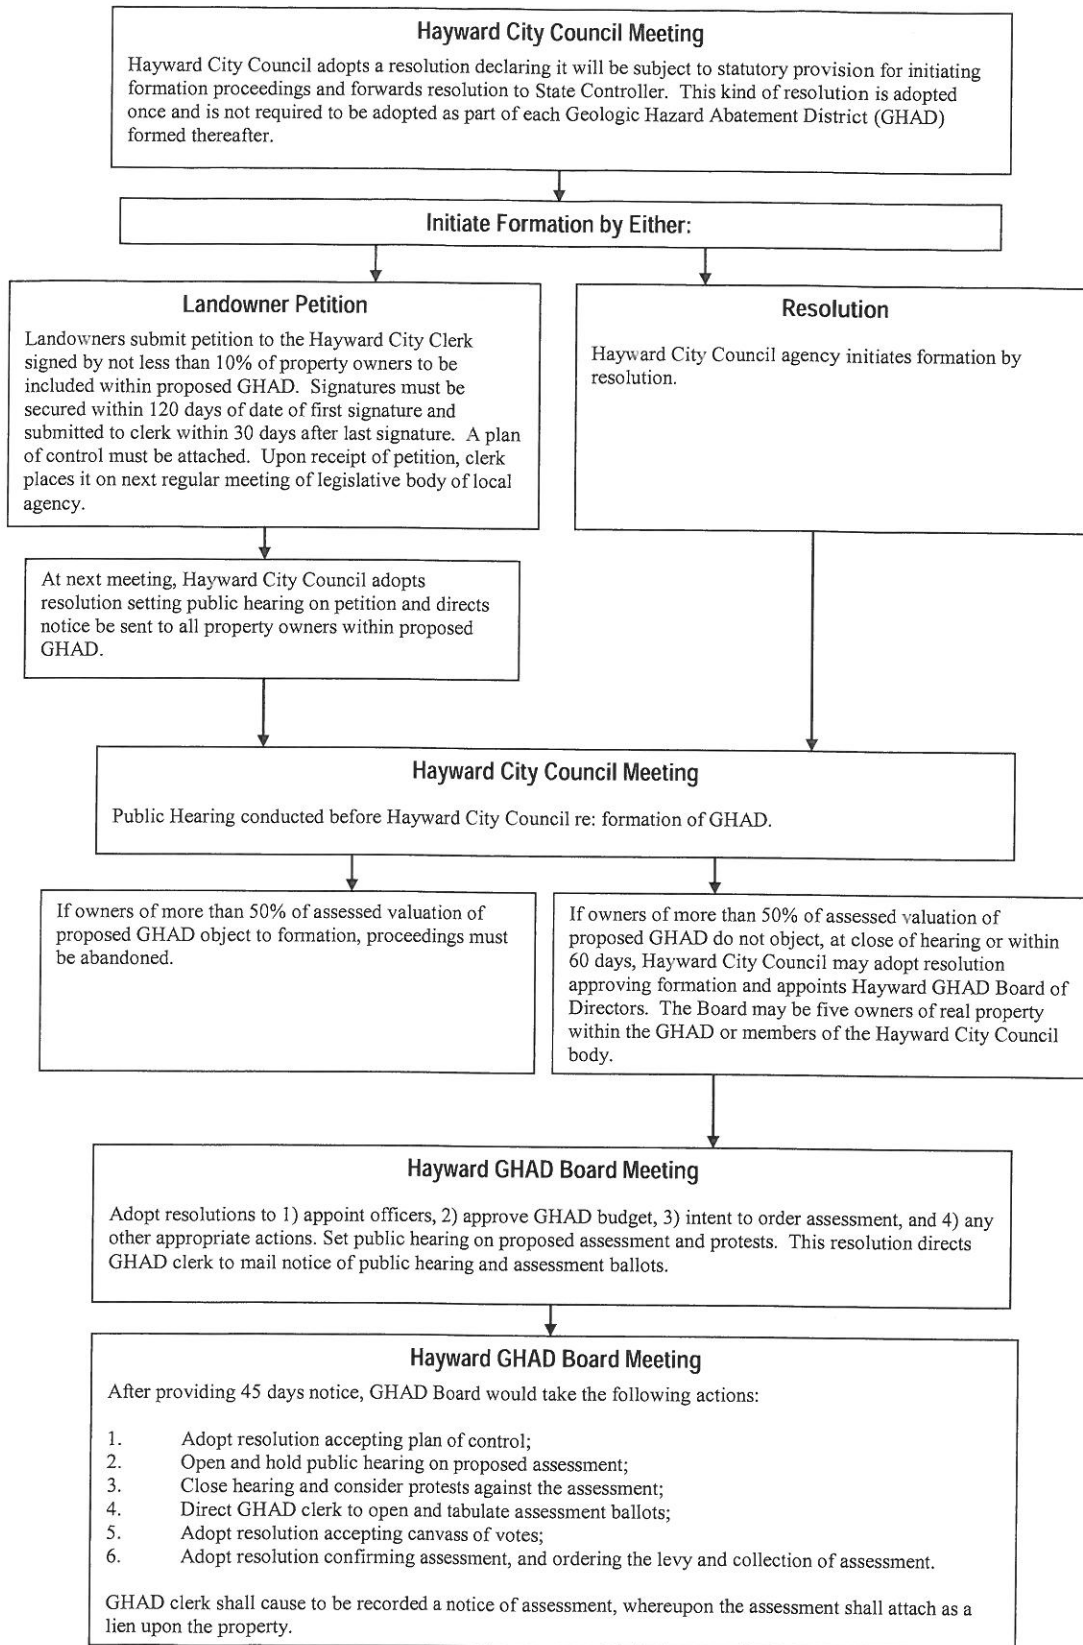 Hayward City Council Meeting
Hayward City Council adopts a resolution declaring it will be subject to statutory provision for initiating
formation proceedings and forwards resolution to State Controller. This kind of resolution is adopted
once and is not required to be adopted as part of each Geologic Hazard Abatement District (GHAD)
formed thereafter.
Initiate Formation by Either:
Landowner Petition
Landowners submit petition to the Hayward City Clerk
signed by not less than 10% of property owners to be
included within proposed GHAD. Signatures must be
secured within 120 days of date of first signature and
submitted to clerk within 30 days after last signature. A plan
of control must be attached. Upon receipt of petition, clerk
places it on next regular meeting of legislative body of local
agency.
Resolution
Hayward City Council agency initiates formation by
resolution.
At next meeting, Hayward City Council adopts
resolution setting public hearing on petition and directs
notice be sent to all property owners within proposed
GHAD.
Hayward City Council Meeting
Public Hearing conducted before Hayward City Council re: formation of GHAD.
If owners of more than 50% of assessed valuation of
proposed GHAD object to formation, proceedings must
be abandoned.
If owners of more than 50% of assessed valuation of
proposed GHAD do not object, at close of hearing or within
60 days, Hayward City Council may adopt resolution
approving formation and appoints Hayward GHAD Board of
Directors. The Board may be five owners of real property
within the GHAD or members of the Hayward City Council
body.
Hayward GHAD Board Meeting
Adopt resolutions to 1) appoint officers, 2) approve GHAD budget, 3) intent to order assessment, and 4) any
other appropriate actions. Set public hearing on proposed assessment and protests. This resolution directs
GHAD clerk to mail notice of public hearing and assessment ballots.
Hayward GHAD Board Meeting
After providing 45 days notice, GHAD Board would take the following actions:
1. Adopt resolution accepting plan of control;
2. Open and hold public hearing on proposed assessment;
3. Close hearing and consider protests against the assessment;
4. Direct GHAD clerk to open and tabulate assessment ballots;
5. Adopt resolution accepting canvass of votes;
6. Adopt resolution confirming assessment, and ordering the levy and collection of assessment.
GHAD clerk shall cause to be recorded a notice of assessment, whereupon the assessment shall attach as a
lien upon the property.